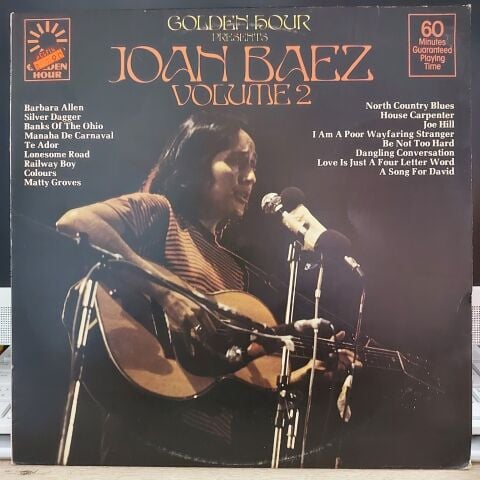 GOLDEN HOUR
PRESENTS
JOAN BAEZ
VOLUME 2
GOLDEN
HOUR
60
Minutes
Guaranteed
Playing
Time
Barbara Allen
Silver Dagger
Banks Of The Ohio
Manaha De Carnaval
Te Ador
Lonesome Road
Railway Boy
Colours
Matty Groves
North Country Blues
House Carpenter
Joe Hill
I Am A Poor Wayfaring Stranger
Be Not Too Hard
Dangling Conversation
Love Is Just A Four Letter Word
A Song For David